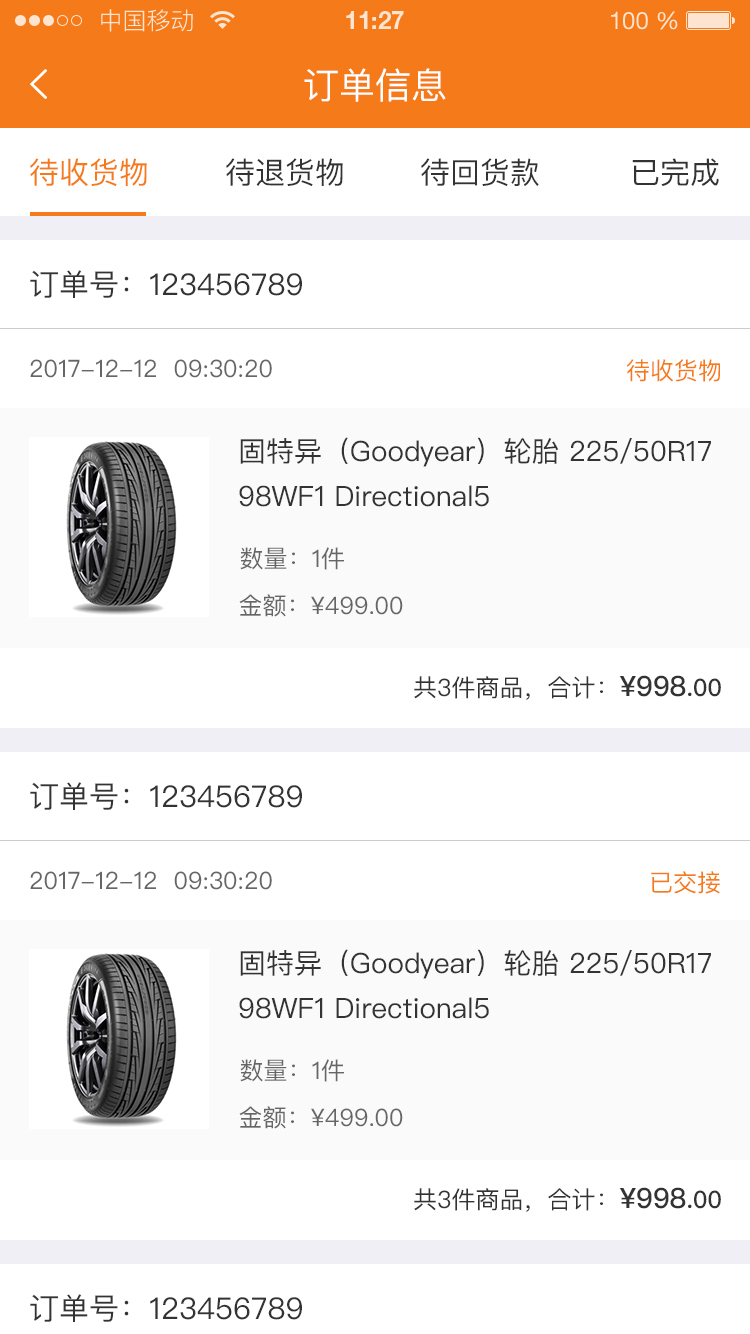 中国移动 11:27 100 %
订单信息
待收货物 待退货物 待回货款 已完成
订单号：123456789
2017-12-12 09:30:20 待收货物
固特异（Goodyear）轮胎 225/50R17
98WF1 Directional5
数量：1件
金额：¥499.00
共3件商品，合计：¥998.00
订单号：123456789
2017-12-12 09:30:20 已交接
固特异（Goodyear）轮胎 225/50R17
98WF1 Directional5
数量：1件
金额：¥499.00
共3件商品，合计：¥998.00
订单号：123456789